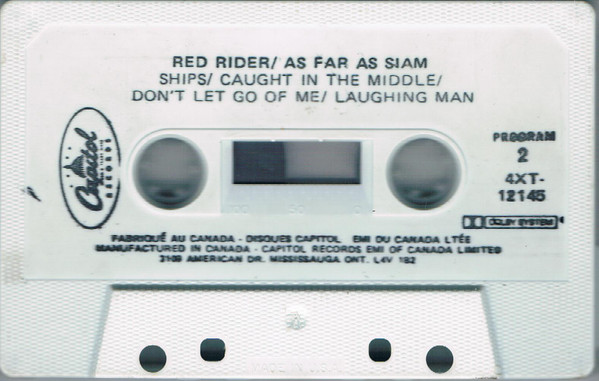 RED RIDER/ AS FAR AS SIAM
SHIPS/ CAUGHT IN THE MIDDLE/
DON'T LET GO OF ME/ LAUGHING MAN
Capitol
RECORDS
PROGRAM
2
4XT-
12145
DOLBY SYSTEM
FABRIQUÉ AU CANADA - DISQUES CAPITOL EMI DU CANADA LTÉE
MANUFACTURED IN CANADA - CAPITOL RECORDS EMI OF CANADA LIMITED
3109 AMERICAN DR. MISSISSAUGA ONT. L4V 1B2